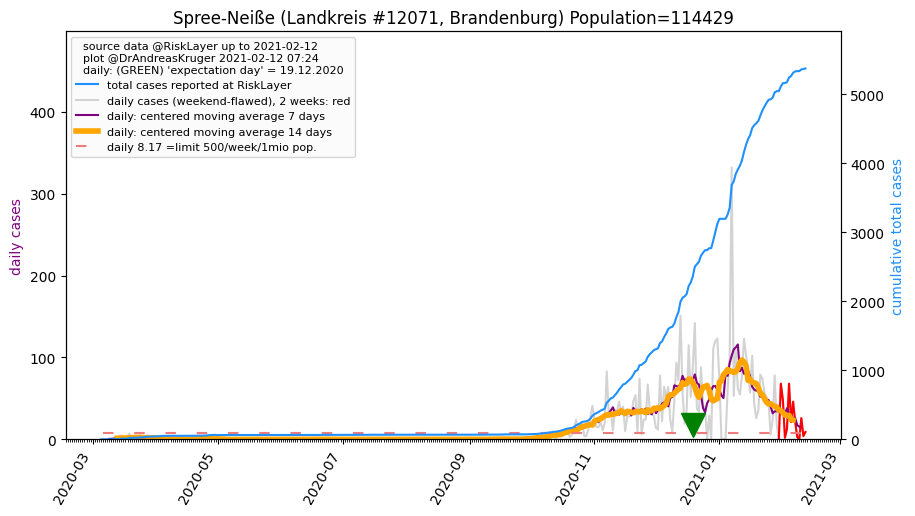 Spree-Neiße (Landkreis #12071, Brandenburg) Population=114429
source data @RiskLayer up to 2021-02-12
plot @DrAndreasKruger 2021-02-12 07:24
daily: (GREEN) 'expectation day' = 19.12.2020
total cases reported at RiskLayer
daily cases (weekend-flawed), 2 weeks: red
daily: centered moving average 7 days
daily: centered moving average 14 days
daily 8.17 =limit 500/week/1mio pop.
daily cases
400
300
200
100
0
cumulative total cases
5000
4000
3000
2000
1000
0
2020-03
2020-05
2020-07
2020-09
2020-11
2021-01
2021-03